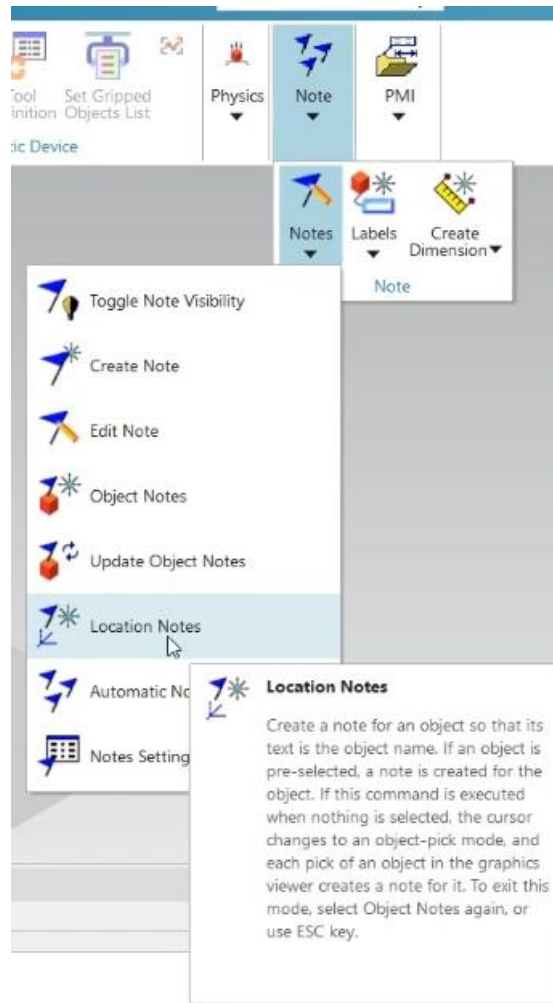 Tool
Definition
Set Gripped
Objects List
Physics
Note
PMI
tic Device
Notes
Labels
Create
Dimension
Note
Toggle Note Visibility
Create Note
Edit Note
Object Notes
Update Object Notes
Location Notes
Automatic No
Notes Setting
Location Notes
Create a note for an object so that its
text is the object name. If an object is
pre-selected, a note is created for the
object. If this command is executed
when nothing is selected, the cursor
changes to an object-pick mode, and
each pick of an object in the graphics
viewer creates a note for it. To exit this
mode, select Object Notes again, or
use ESC key.